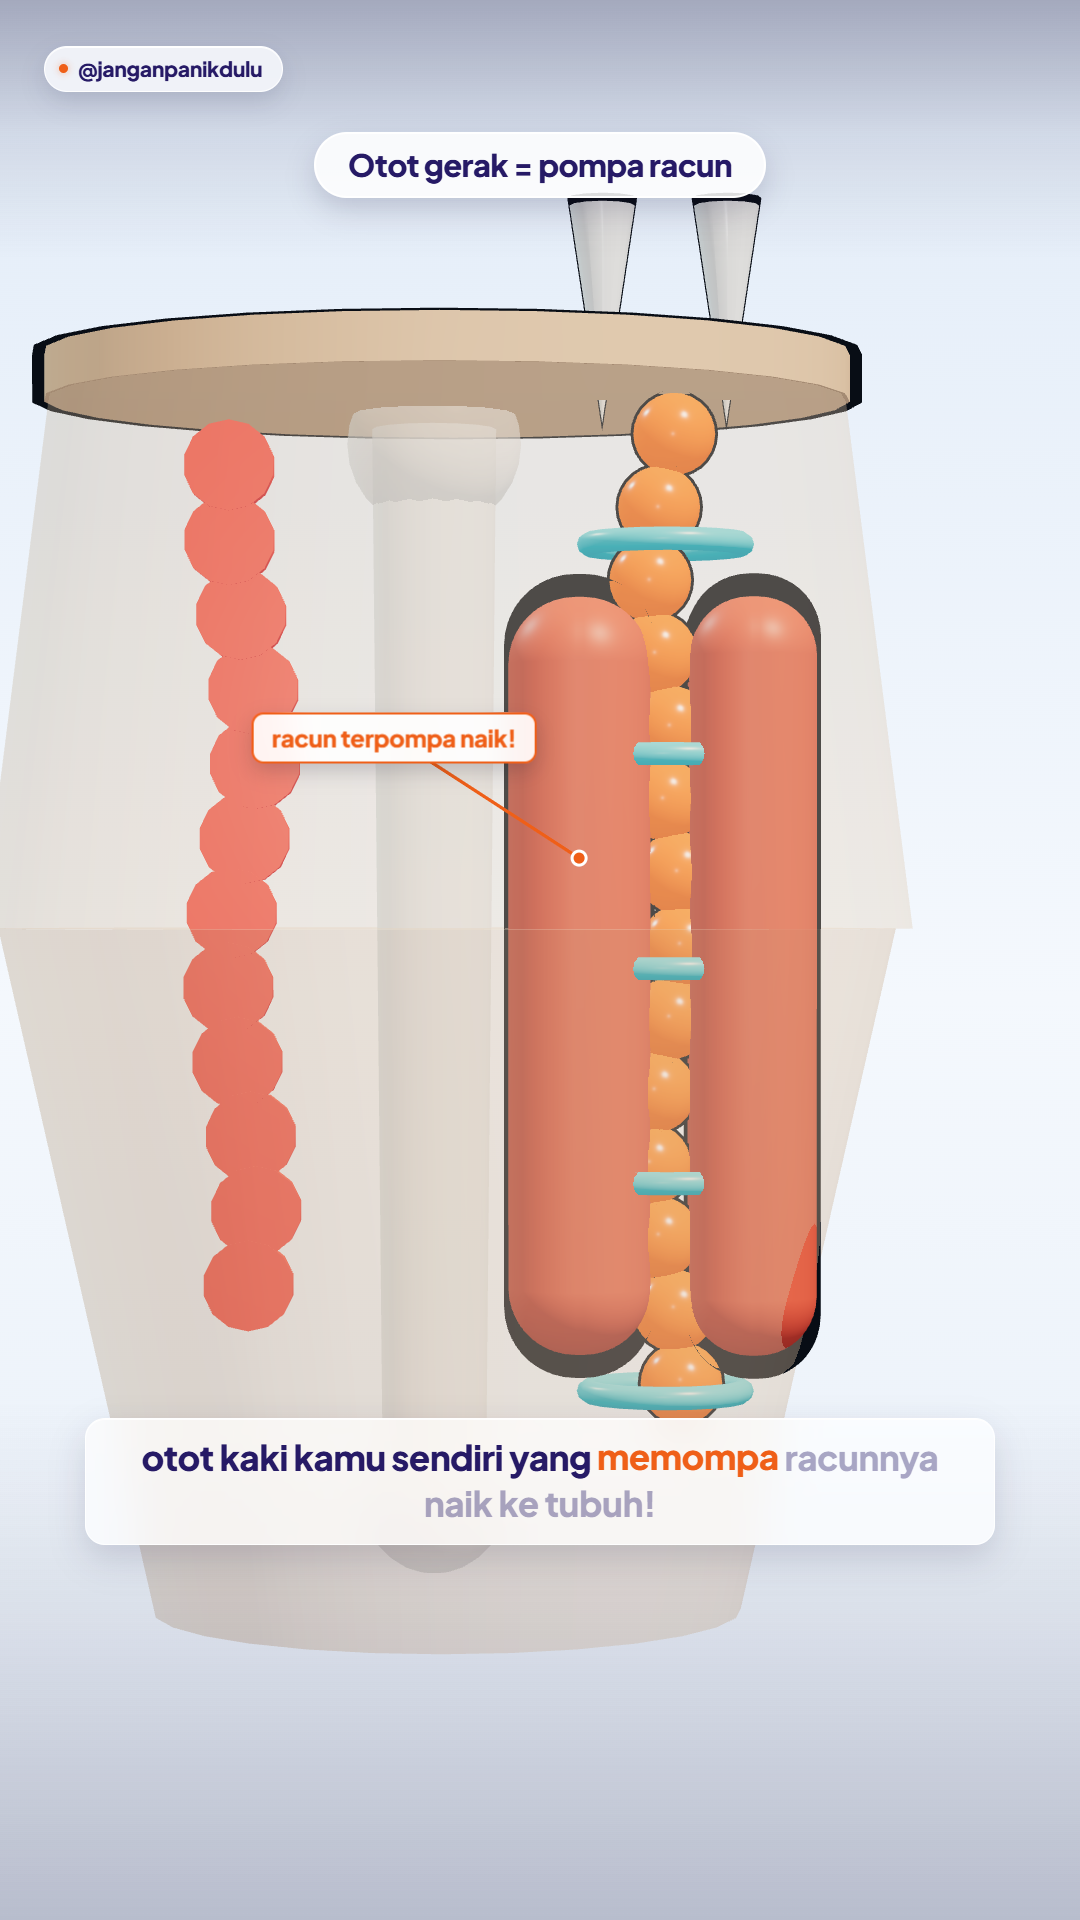 @janganpanikdulu
Otot gerak = pompa racun
racun terpompa naik!
otot kaki kamu sendiri yang memompa racunnya
naik ke tubuh!